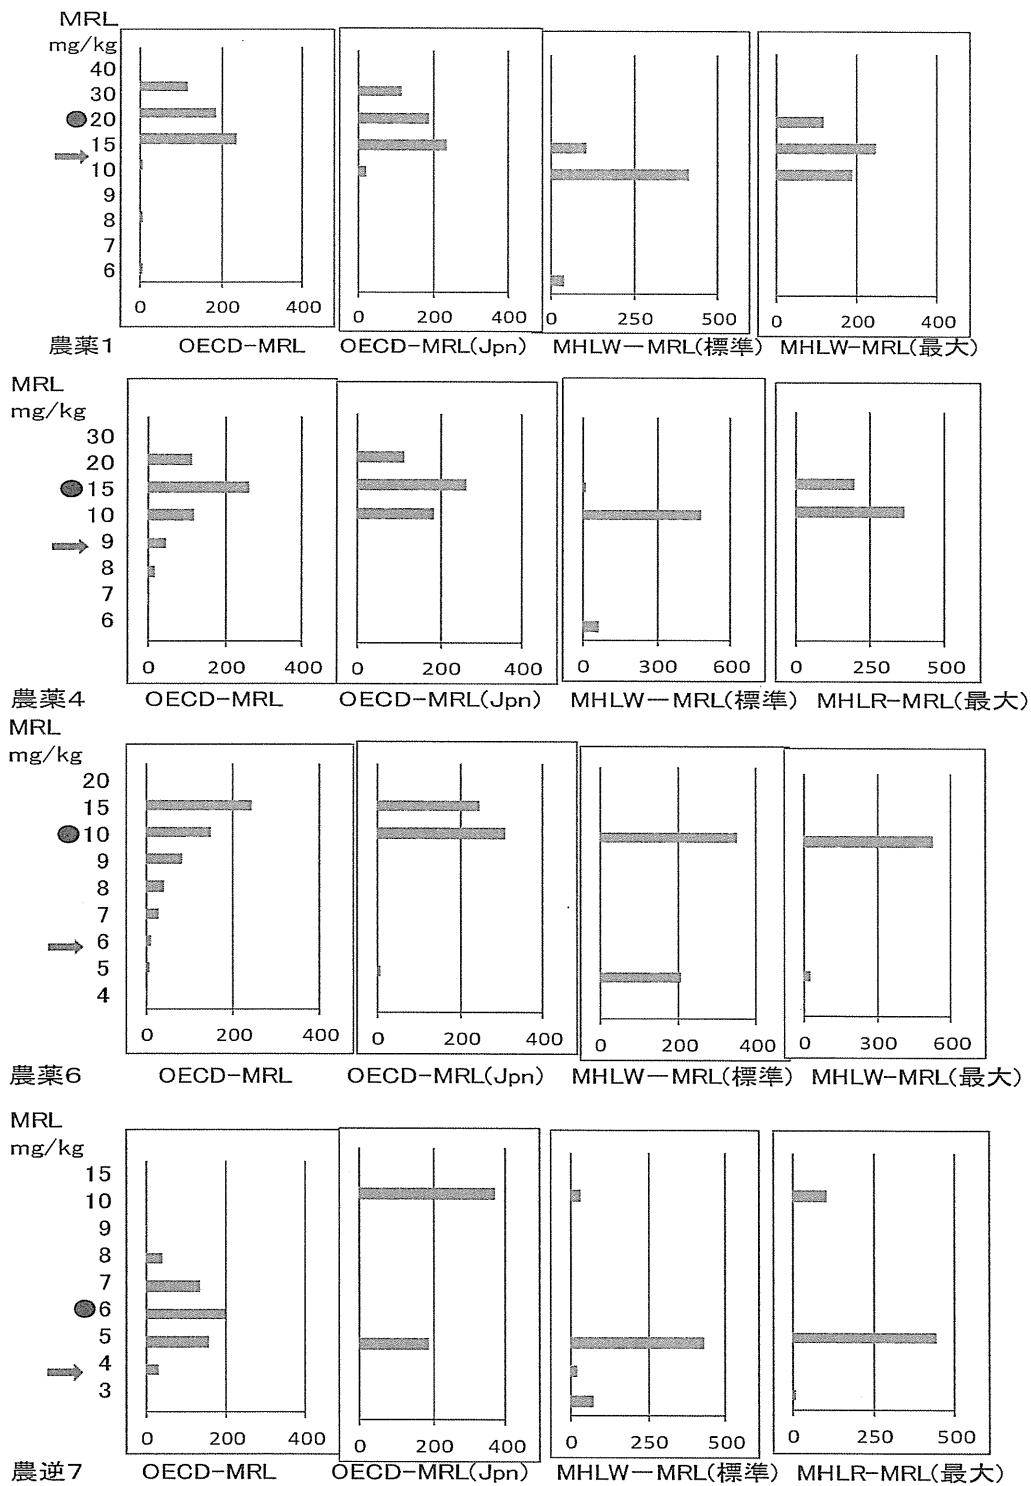 MRL
mg/kg
40
30
20
15
10
9
8
7
6
0 200 400
0 200 400
0 250 500
0 200 400
農薬1 OECD-MRL OECD-MRL(Jpn) MHLW—MRL(標準) MHLW-MRL(最大)
MRL
mg/kg
30
20
15
10
9
8
7
6
0 200 400
0 200 400
0 300 600
0 250 500
農薬4 OECD-MRL OECD-MRL(Jpn) MHLW—MRL(標準) MHLR-MRL(最大)
MRL
mg/kg
20
15
10
9
8
7
6
5
4
0 200 400
0 200 400
0 200 400
0 300 600
農薬6 OECD-MRL OECD-MRL(Jpn) MHLW—MRL(標準) MHLW-MRL(最大)
MRL
mg/kg
15
10
9
8
7
6
5
4
3
0 200 400
0 200 400
0 250 500
0 250 500
農逆7 OECD-MRL OECD-MRL(Jpn) MHLW—MRL(標準) MHLR-MRL(最大)